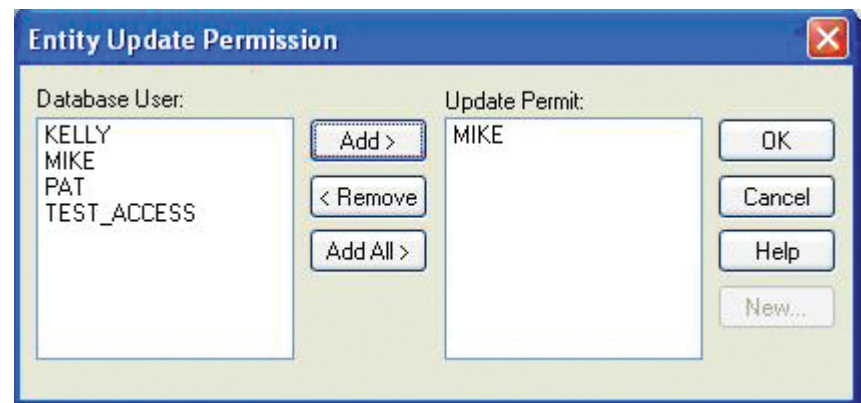 Entity Update Permission
Database User:
KELLY
MIKE
PAT
TEST_ACCESS
Add >
< Remove
Add All >
Update Permit:
MIKE
OK
Cancel
Help
New...